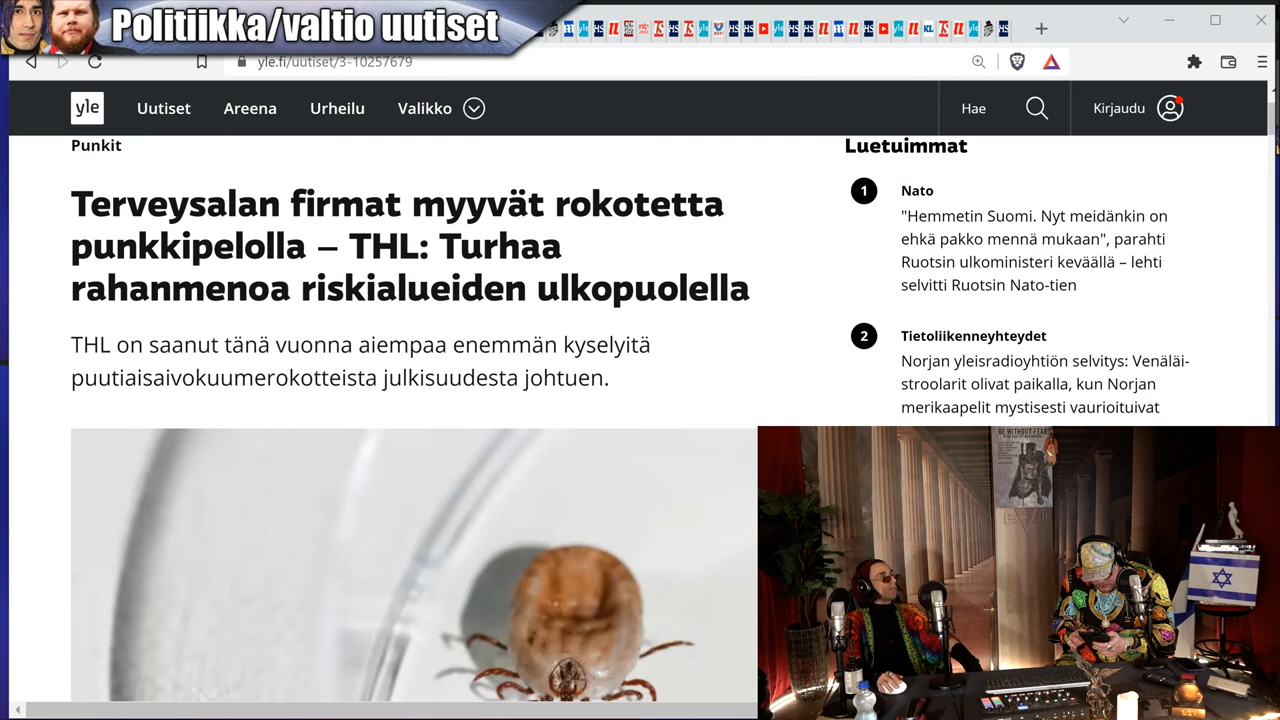 Politiikka/valtio uutiset
yle.fi/uutiset/3-10257679
yle
Uutiset
Areena
Urheilu
Valikko
Hae
Kirjaudu
Punkit
Terveysalan firmat myyvät rokotetta
punkkipelolla – THL: Turhaa
rahanmenoa riskialueiden ulkopuolella
THL on saanut tänä vuonna aiempaa enemmän kyselyitä
puutiaisaivokuumerokotteista julkisuudesta johtuen.
Luetuimmat
1
Nato
"Hemmetin Suomi. Nyt meidänkin on
ehkä pakko mennä mukaan", parahti
Ruotsin ulkoministeri keväällä – lehti
selvitti Ruotsin Nato-tien
2
Tietoliikenneyhteydet
Norjan yleisradioyhtiön selvitys: Venäläi-
stroolarit olivat paikalla, kun Norjan
merikaapelit mystisesti vaurioituivat
BE WITHOUT FEAR